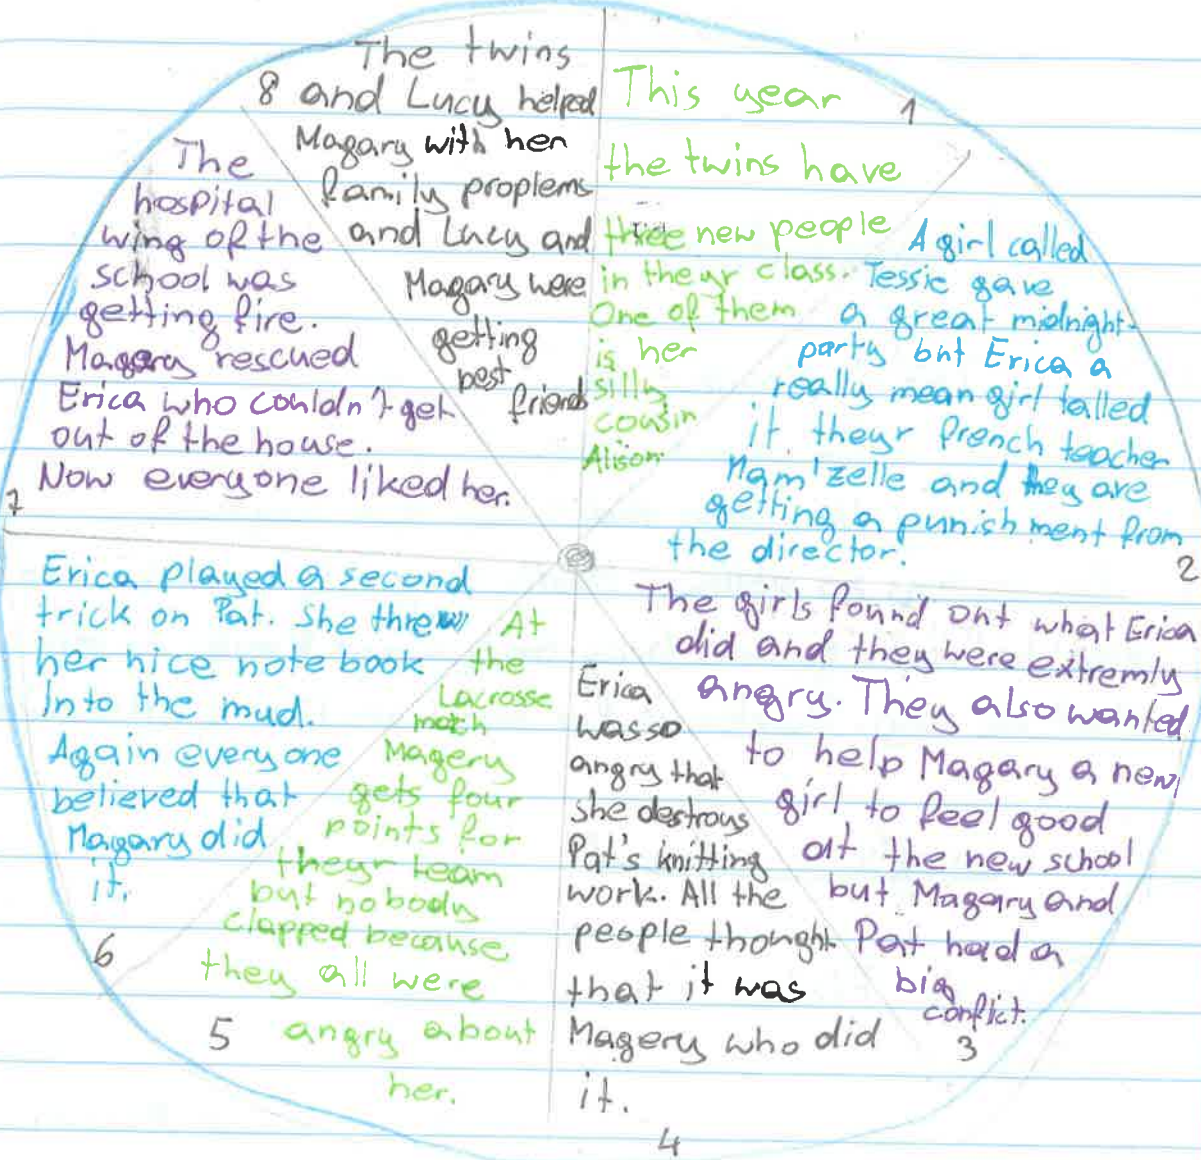 1
This year
the twins have
three new people
in theyr class.
One of them
is her
silly
cousin
Alison.
A girl called
Tessie gave
a great midnight-
party but Erica a
really mean girl talled
it theyr french teacher
Mam'zelle and they are
getting a punishment from
the director.
2
The girls found out what Erica
did and they were extremly
angry. They also wanted
to help Magary a new
girl to feel good
at the new school
but Magary and
Pat had a
big
conflict.
3
Erica
was so
angry that
she destroys
Pat's knitting
work. All the
people thought
that it was
Magery who did
it.
4
At
the
Lacrosse
match
Magery
gets four
points for
theyr team
but nobody
clapped because
they all were
angry about
her.
5
Erica played a second
trick on Pat. She threw
her nice notebook
Into the mud.
Again everyone
believed that
Magary did
it.
6
The
hospital
wing of the
school was
getting fire.
Magary rescued
Erica who couldn't get
out of the house.
Now everyone liked her.
7
The twins
8 and Lucy helped
Magary with her
family proplems
and Lucy and
Magary were
getting
best
friends